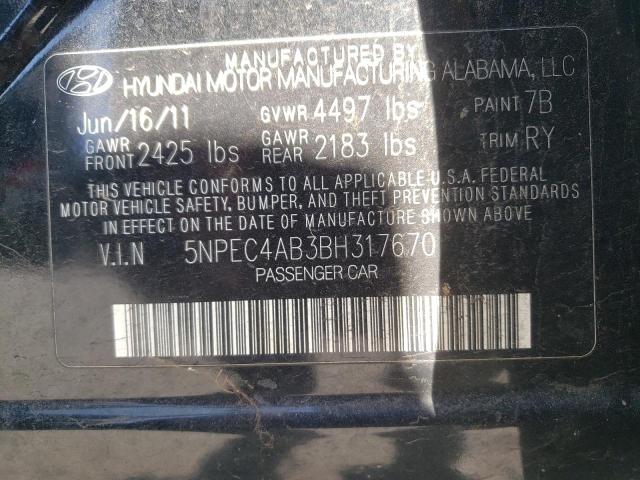 MANUFACTURED BY
HYUNDAI MOTOR MANUFACTURING ALABAMA, LLC
Jun/16/11 GVWR 4497 lbs PAINT 7B
GAWR FRONT 2425 lbs GAWR REAR 2183 lbs TRIM RY
THIS VEHICLE CONFORMS TO ALL APPLICABLE U.S.A. FEDERAL
MOTOR VEHICLE SAFETY, BUMPER, AND THEFT PREVENTION STANDARDS
IN EFFECT ON THE DATE OF MANUFACTURE SHOWN ABOVE
V.I.N 5NPEC4AB3BH317670
PASSENGER CAR